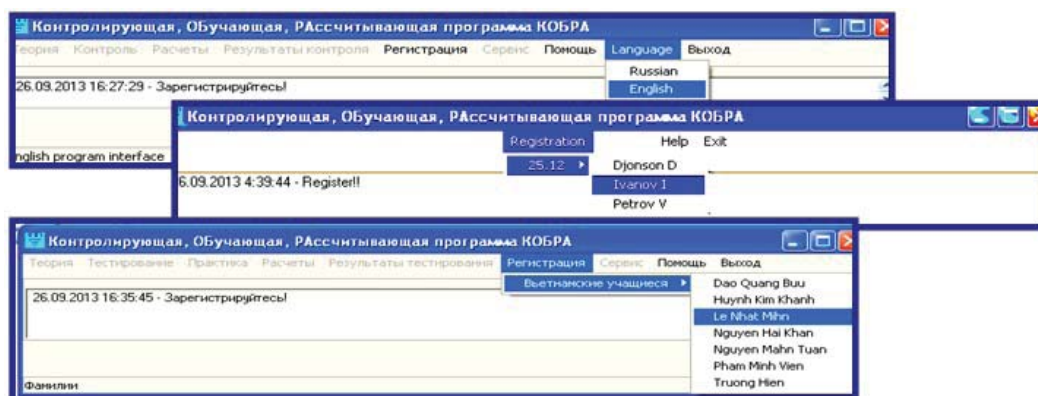 Контролирующая, ОБучающая, РАссчитывающая программа КОБРА
Теория Контроль Расчеты Результаты контроля Регистрация Сервис Помощь Language Выход
Russian
English
26.09.2013 16:27:29 - Зарегистрируйтесь!
nglish program interface
Контролирующая, ОБучающая, РАссчитывающая программа КОБРА
Registration Help Exit
25.12
Djonson D
Ivanov I
Petrov V
6.09.2013 4:39:44 - Register!!
Контролирующая, ОБучающая, РАссчитывающая программа КОБРА
Теория Тестирование Практика Расчеты Результаты тестирования Регистрация Сервис Помощь Выход
Вьетнамские учащиеся
Dao Quang Buu
Huynh Kim Khanh
Le Nhat Mihn
Nguyen Hai Khan
Nguyen Mahn Tuan
Pham Minh Vien
Truong Hien
26.09.2013 16:35:45 - Зарегистрируйтесь!
Фамилии